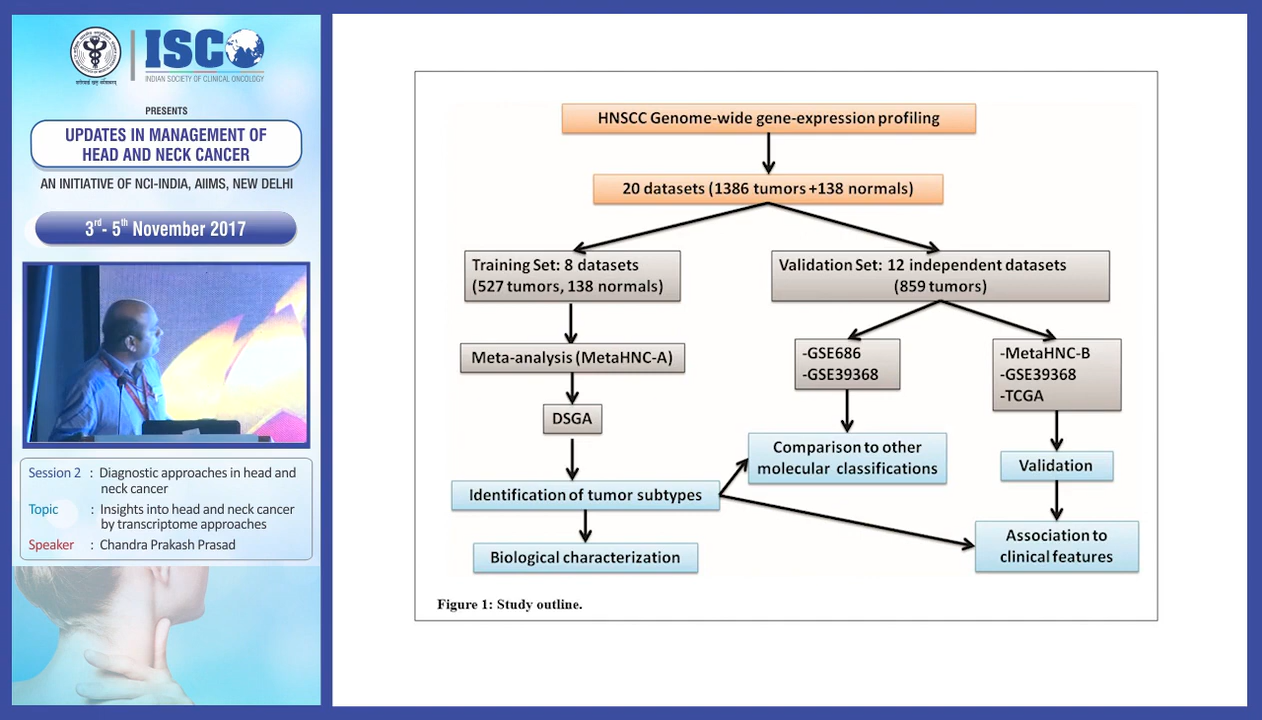 ISCO
INDIAN SOCIETY OF CLINICAL ONCOLOGY
PRESENTS
UPDATES IN MANAGEMENT OF
HEAD AND NECK CANCER
AN INITIATIVE OF NCI-INDIA, AIIMS, NEW DELHI
3rd- 5th November 2017
Session 2 : Diagnostic approaches in head and
neck cancer
Topic : Insights into head and neck cancer
by transcriptome approaches
Speaker : Chandra Prakash Prasad
HNSCC Genome-wide gene-expression profiling
20 datasets (1386 tumors +138 normals)
Training Set: 8 datasets
(527 tumors, 138 normals)
Validation Set: 12 independent datasets
(859 tumors)
Meta-analysis (MetaHNC-A)
-GSE686
-GSE39368
-MetaHNC-B
-GSE39368
-TCGA
DSGA
Comparison to other
molecular classifications
Validation
Identification of tumor subtypes
Association to
clinical features
Biological characterization
Figure 1: Study outline.